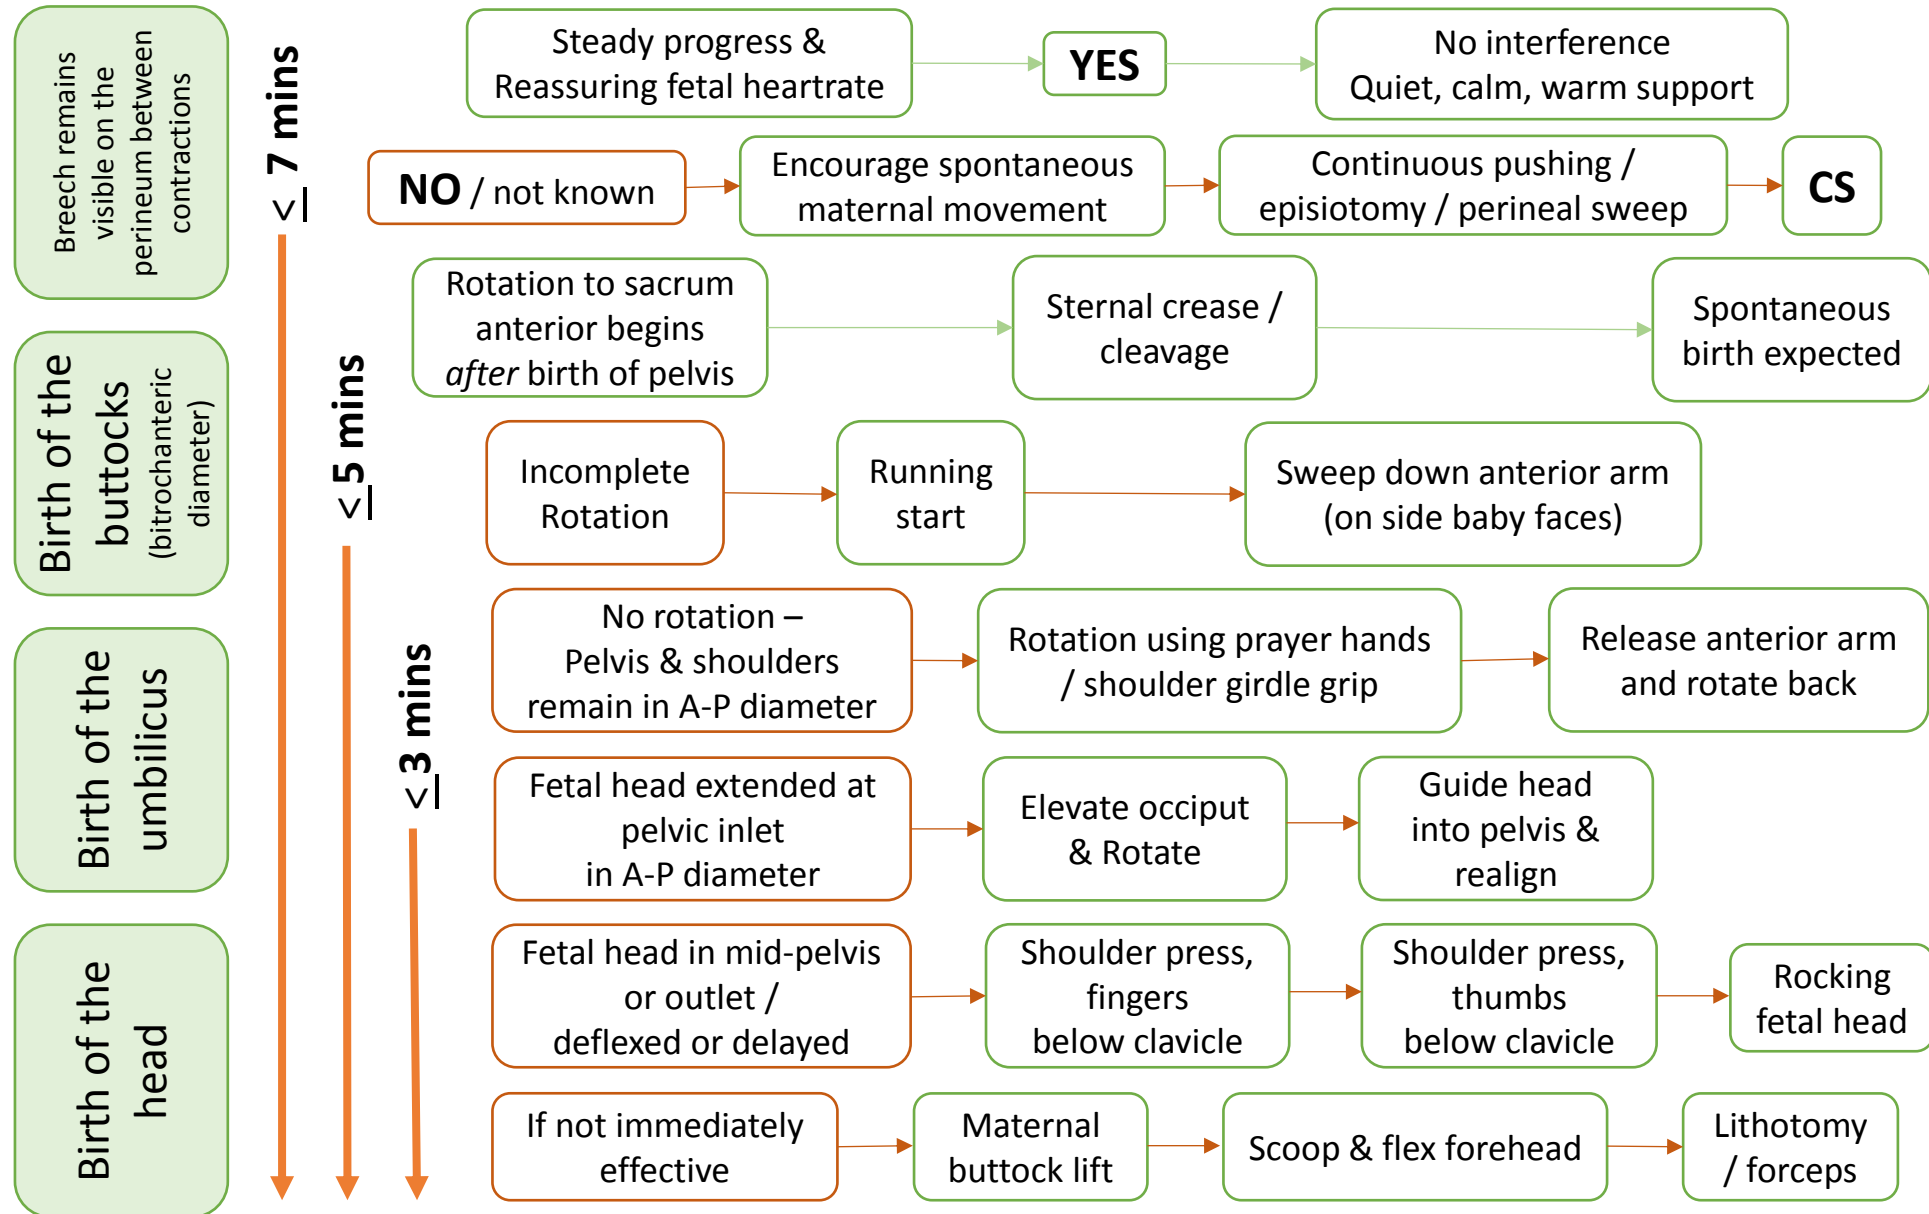 Breech remains
visible on the
perineum between
contractions
Birth of the
buttocks
(bitrochanteric
diameter)
Birth of the
umbilicus
Birth of the
head
≤ 7 mins
≤ 5 mins
≤ 3 mins
Steady progress &
Reassuring fetal heartrate
YES
No interference
Quiet, calm, warm support
NO / not known
Encourage spontaneous
maternal movement
Continuous pushing /
episiotomy / perineal sweep
CS
Rotation to sacrum
anterior begins
after birth of pelvis
Sternal crease /
cleavage
Spontaneous
birth expected
Incomplete
Rotation
Running
start
Sweep down anterior arm
(on side baby faces)
No rotation –
Pelvis & shoulders
remain in A-P diameter
Rotation using prayer hands
/ shoulder girdle grip
Release anterior arm
and rotate back
Fetal head extended at
pelvic inlet
in A-P diameter
Elevate occiput
& Rotate
Guide head
into pelvis &
realign
Fetal head in mid-pelvis
or outlet /
deflexed or delayed
Shoulder press,
fingers
below clavicle
Shoulder press,
thumbs
below clavicle
Rocking
fetal head
If not immediately
effective
Maternal
buttock lift
Scoop & flex forehead
Lithotomy
/ forceps